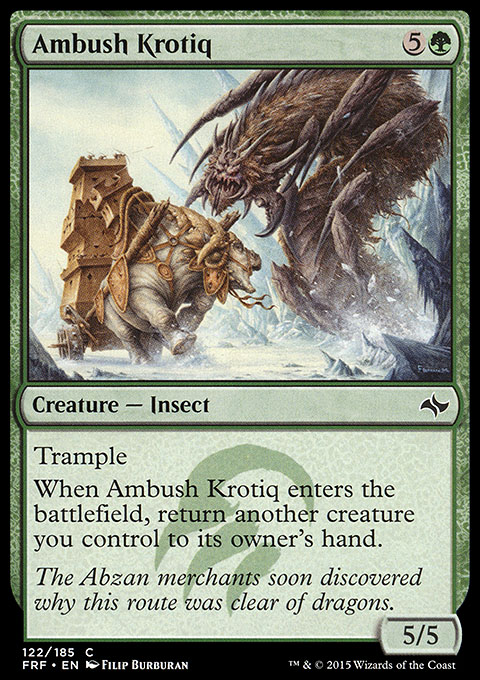 Ambush Krotiq 5
Creature — Insect
Trample
When Ambush Krotiq enters the
battlefield, return another creature
you control to its owner's hand.
The Abzan merchants soon discovered
why this route was clear of dragons.
5/5
122/185 C
FRF • EN Filip Burburan
™ & © 2015 Wizards of the Coast